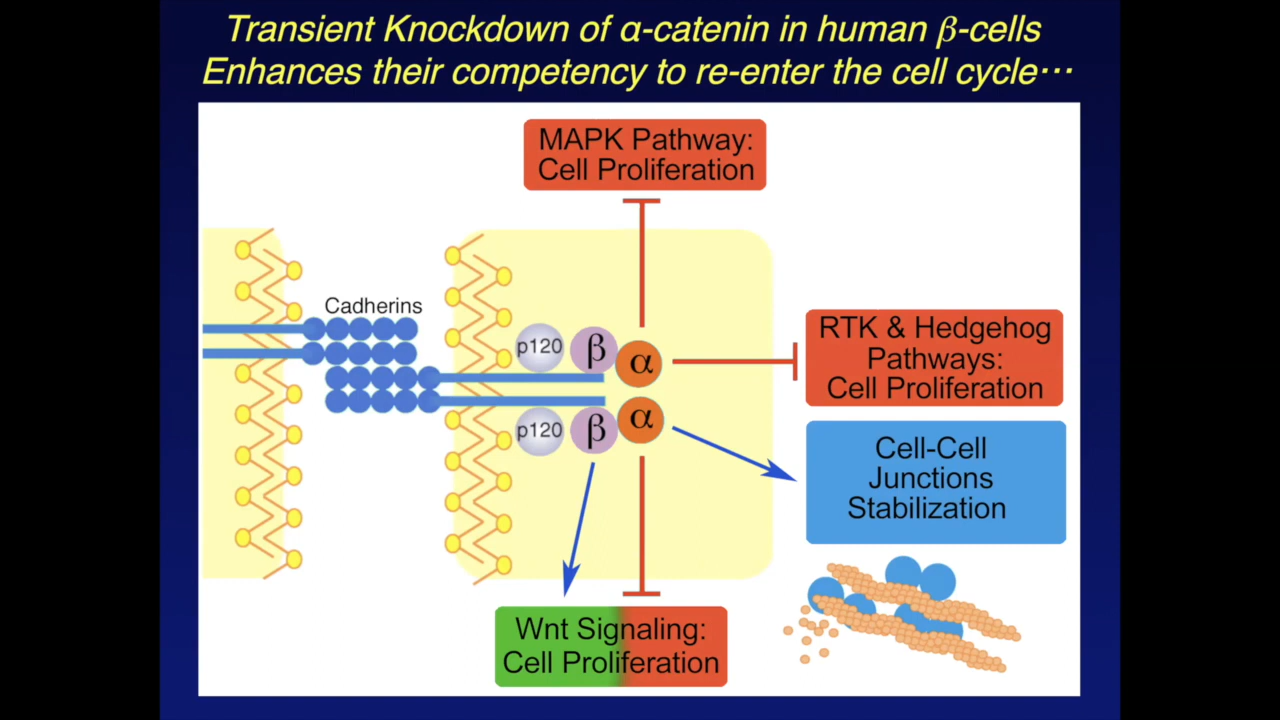 Transient Knockdown of α-catenin in human β-cells
Enhances their competency to re-enter the cell cycle⋯
MAPK Pathway:
Cell Proliferation
Cadherins
p120
β
α
RTK & Hedgehog
Pathways:
Cell Proliferation
p120
β
α
Cell-Cell
Junctions
Stabilization
Wnt Signaling:
Cell Proliferation